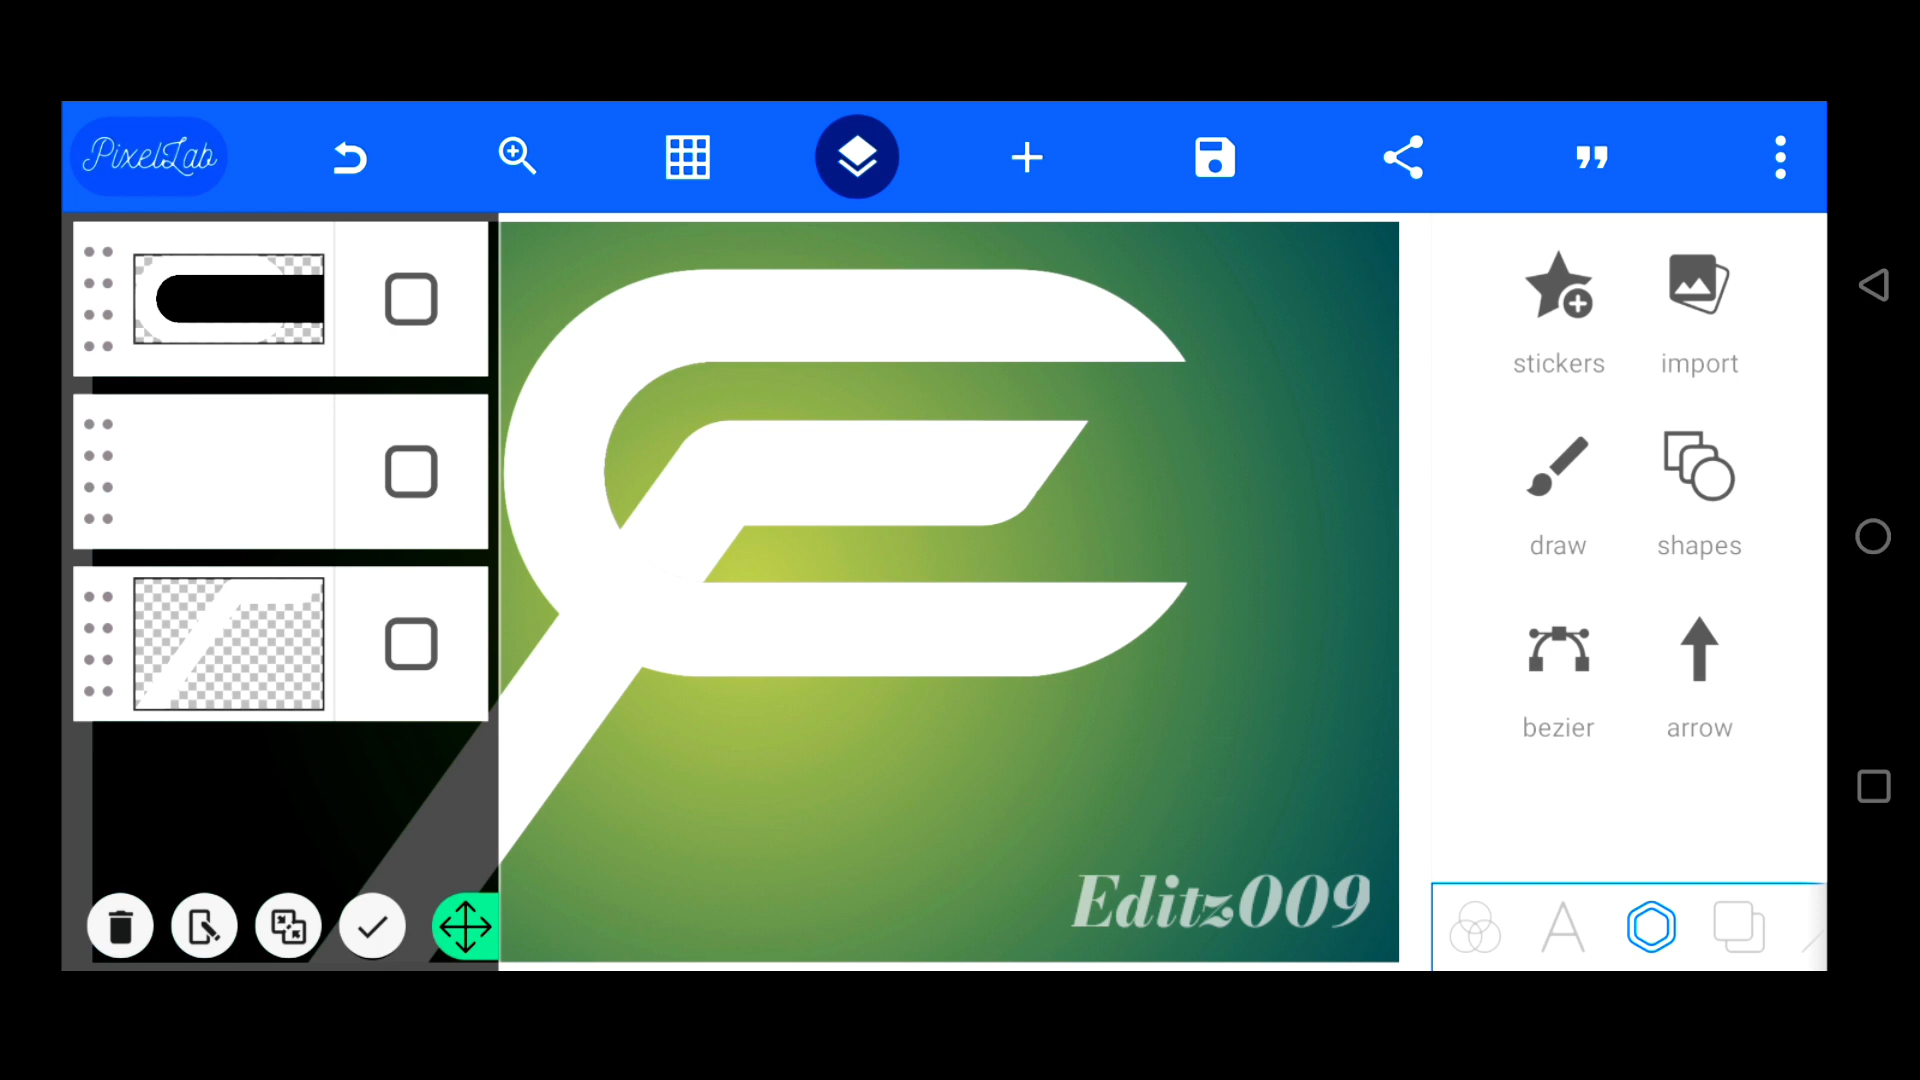 PixelLab
stickers
import
draw
shapes
bezier
arrow
Editz009